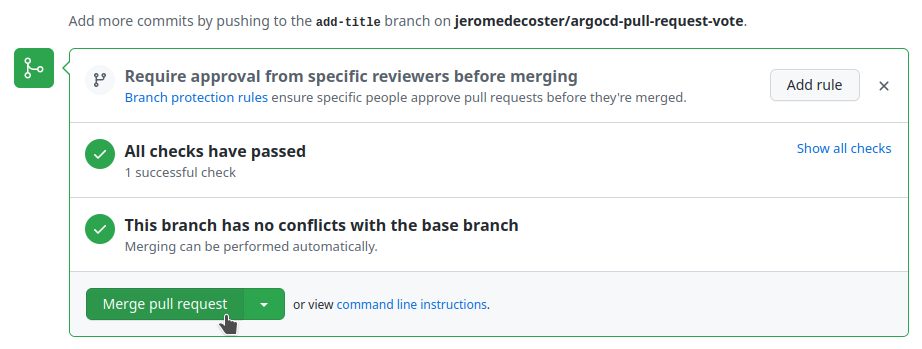 Add more commits by pushing to the add-title branch on jeromedecoster/argocd-pull-request-vote.
Require approval from specific reviewers before merging
Branch protection rules ensure specific people approve pull requests before they're merged.
Add rule
All checks have passed
1 successful check
Show all checks
This branch has no conflicts with the base branch
Merging can be performed automatically.
Merge pull request
or view command line instructions.